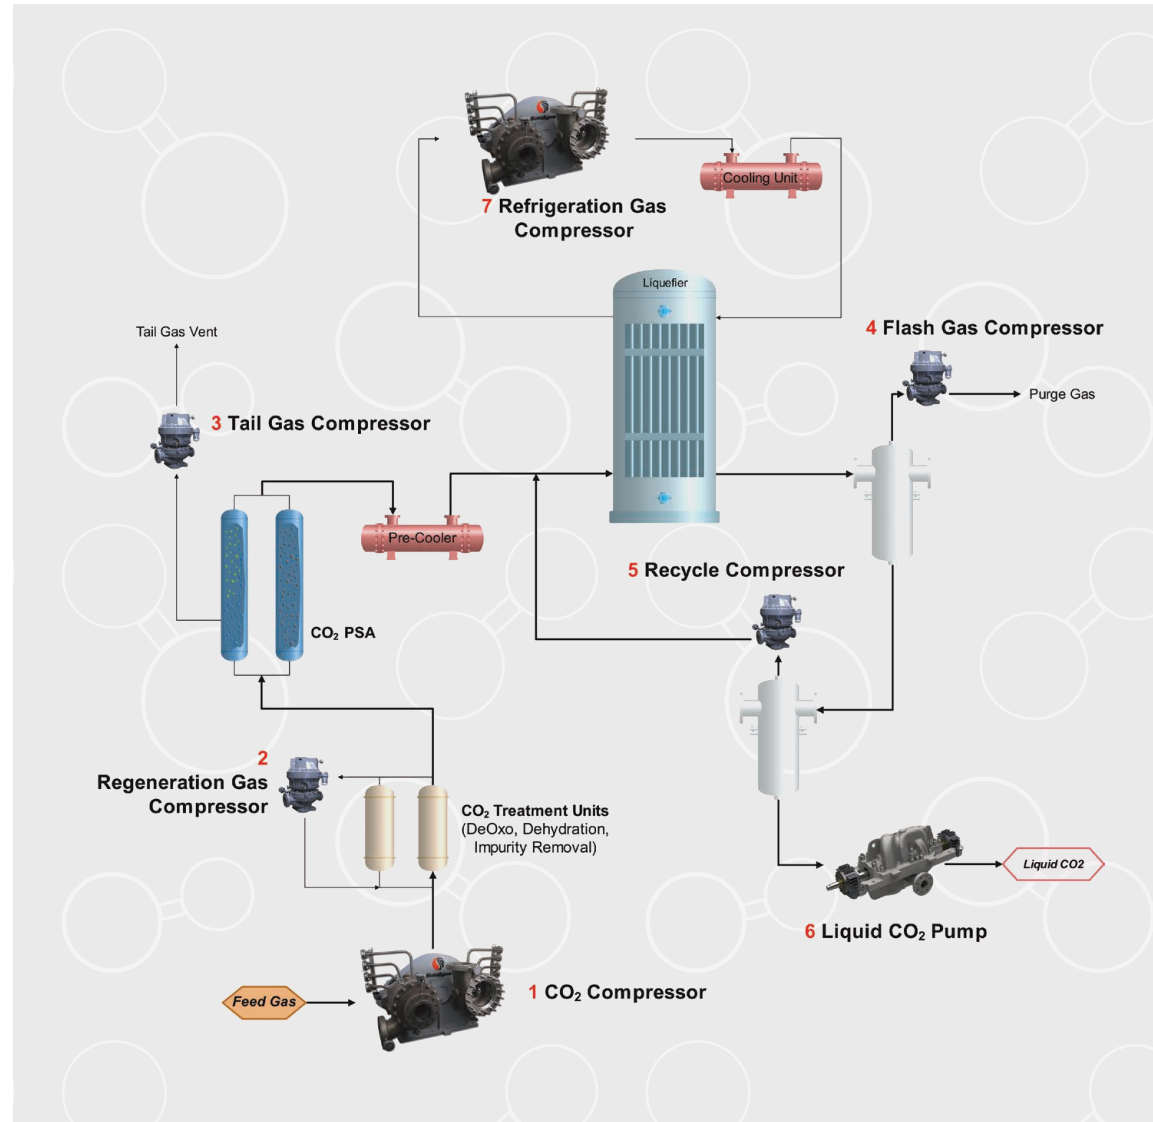 7 Refrigeration Gas
Compressor
Cooling Unit
Liquefier
4 Flash Gas Compressor
Purge Gas
Tail Gas Vent
3 Tail Gas Compressor
Pre-Cooler
CO₂ PSA
5 Recycle Compressor
2
Regeneration Gas
Compressor
CO₂ Treatment Units
(DeOxo, Dehydration,
Impurity Removal)
Liquid CO2
6 Liquid CO₂ Pump
Feed Gas
1 CO₂ Compressor